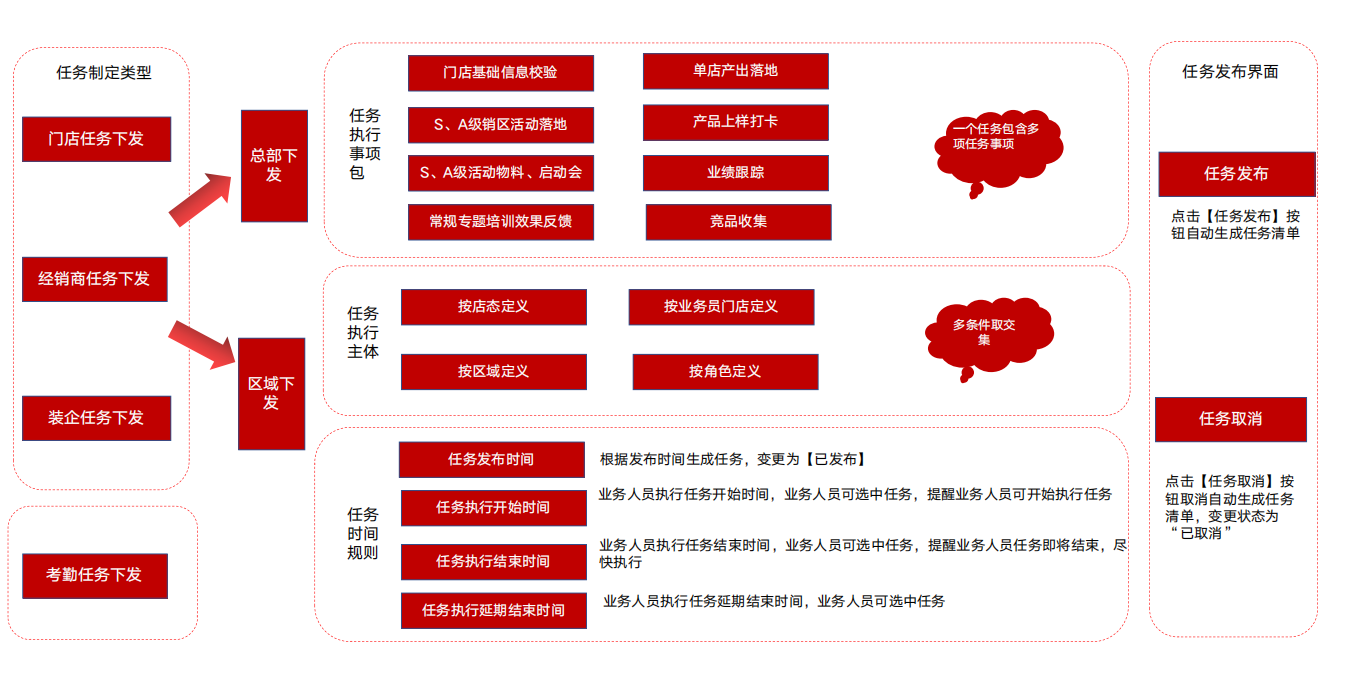 任务制定类型
门店任务下发
经销商任务下发
装企任务下发
考勤任务下发
总部下
发
区域下
发
任务
执行
事项
包
门店基础信息校验
单店产出落地
S、A级销区活动落地
产品上样打卡
S、A级活动物料、启动会
业绩跟踪
常规专题培训效果反馈
竞品收集
一个任务包含多
项任务事项
任务
执行
主体
按店态定义
按业务员门店定义
按区域定义
按角色定义
多条件取交
集
任务
时间
规则
任务发布时间
根据发布时间生成任务，变更为【已发布】
任务执行开始时间
业务人员执行任务开始时间，业务人员可选中任务，提醒业务人员可开始执行任务
任务执行结束时间
业务人员执行任务结束时间，业务人员可选中任务，提醒业务人员任务即将结束，尽
快执行
任务执行延期结束时间
业务人员执行任务延期结束时间，业务人员可选中任务
任务发布界面
任务发布
点击【任务发布】按
钮自动生成任务清单
任务取消
点击【任务取消】按
钮取消自动生成任务
清单，变更状态为
“已取消”